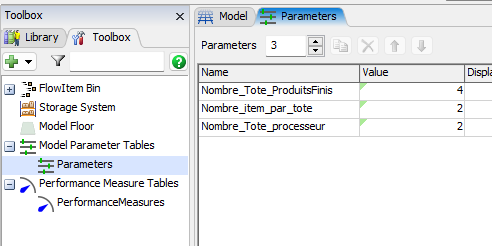 Toolbox
Library
Toolbox
FlowItem Bin
Storage System
Model Floor
Model Parameter Tables
Parameters
Performance Measure Tables
PerformanceMeasures
Model
Parameters
Parameters 3
Name Value Displa
Nombre_Tote_ProduitsFinis 4
Nombre_item_par_tote 2
Nombre_Tote_processeur 2